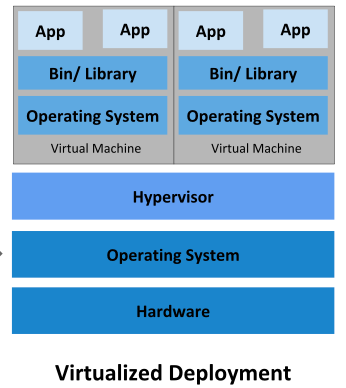 App App App App
Bin/ Library Bin/ Library
Operating System Operating System
Virtual Machine Virtual Machine
Hypervisor
Operating System
Hardware
Virtualized Deployment